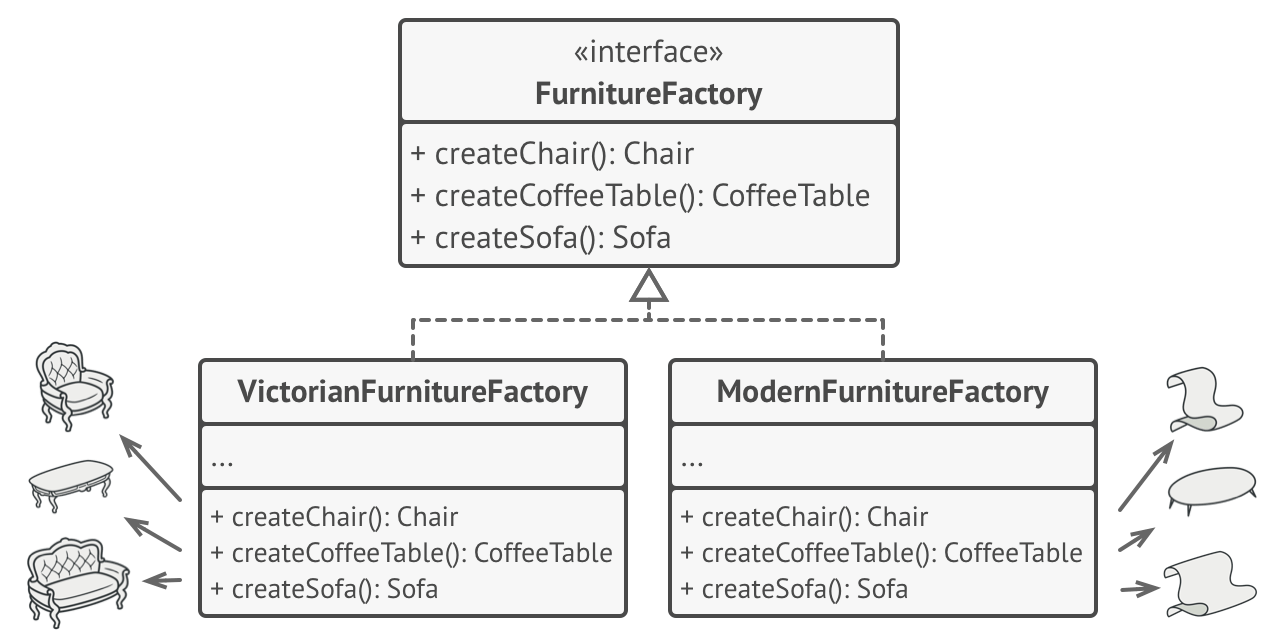 «interface»
FurnitureFactory
+ createChair(): Chair
+ createCoffeeTable(): CoffeeTable
+ createSofa(): Sofa
VictorianFurnitureFactory
...
+ createChair(): Chair
+ createCoffeeTable(): CoffeeTable
+ createSofa(): Sofa
ModernFurnitureFactory
...
+ createChair(): Chair
+ createCoffeeTable(): CoffeeTable
+ createSofa(): Sofa